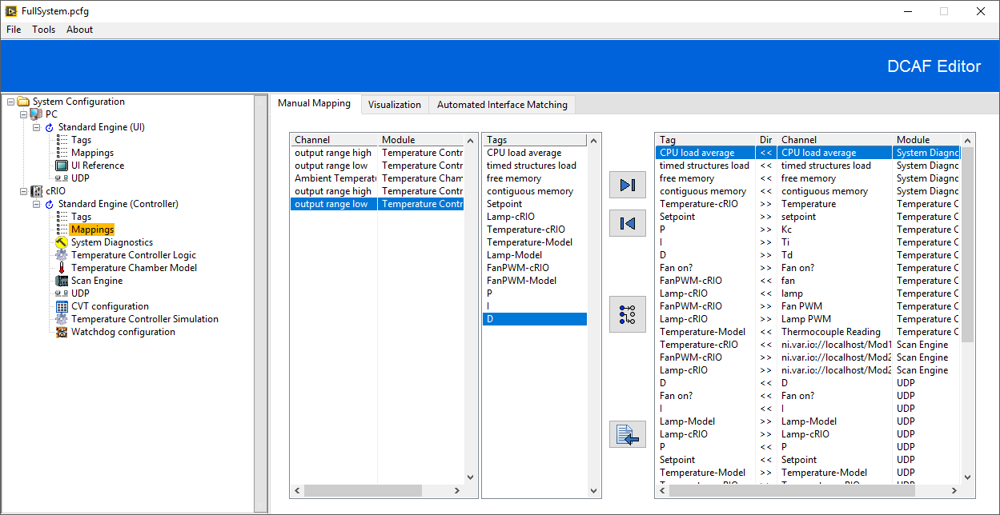 FullSystem.pcfg
File Tools About
DCAF Editor
System Configuration
PC
Standard Engine (UI)
Tags
Mappings
UI Reference
UDP
cRIO
Standard Engine (Controller)
Tags
Mappings
System Diagnostics
Temperature Controller Logic
Temperature Chamber Model
Scan Engine
UDP
CVT configuration
Temperature Controller Simulation
Watchdog configuration
Manual Mapping Visualization Automated Interface Matching
Channel Module
output range high Temperature Contr
output range low Temperature Contr
Ambient Temperatu Temperature Cham
output range high Temperature Contr
output range low Temperature Contr
Tags
CPU load average
timed structures load
free memory
contiguous memory
Setpoint
Lamp-cRIO
Temperature-cRIO
Temperature-Model
Lamp-Model
FanPWM-cRIO
FanPWM-Model
P
I
D
Tag Dir Channel Module
CPU load average << CPU load average System Diagno
timed structures load << timed structures load System Diagno
free memory << free memory System Diagno
contiguous memory << contiguous memory System Diagno
Temperature-cRIO >> Temperature Temperature C
Setpoint >> setpoint Temperature C
P >> Kc Temperature C
I >> Ti Temperature C
D >> Td Temperature C
Fan on? >> Fan on? Temperature C
FanPWM-cRIO << fan Temperature C
Lamp-cRIO << lamp Temperature C
FanPWM-cRIO >> Fan PWM Temperature C
Lamp-cRIO >> Lamp PWM Temperature C
Temperature-Model << Thermocouple Reading Temperature C
Temperature-cRIO << ni.var.io://localhost/Mod1 Scan Engine
FanPWM-cRIO >> ni.var.io://localhost/Mod2 Scan Engine
Lamp-cRIO >> ni.var.io://localhost/Mod2 Scan Engine
D << D UDP
Fan on? << Fan on? UDP
I << I UDP
Lamp-Model >> Lamp-Model UDP
Lamp-cRIO >> Lamp-cRIO UDP
P << P UDP
Setpoint << Setpoint UDP
Temperature-Model >> Temperature-Model UDP